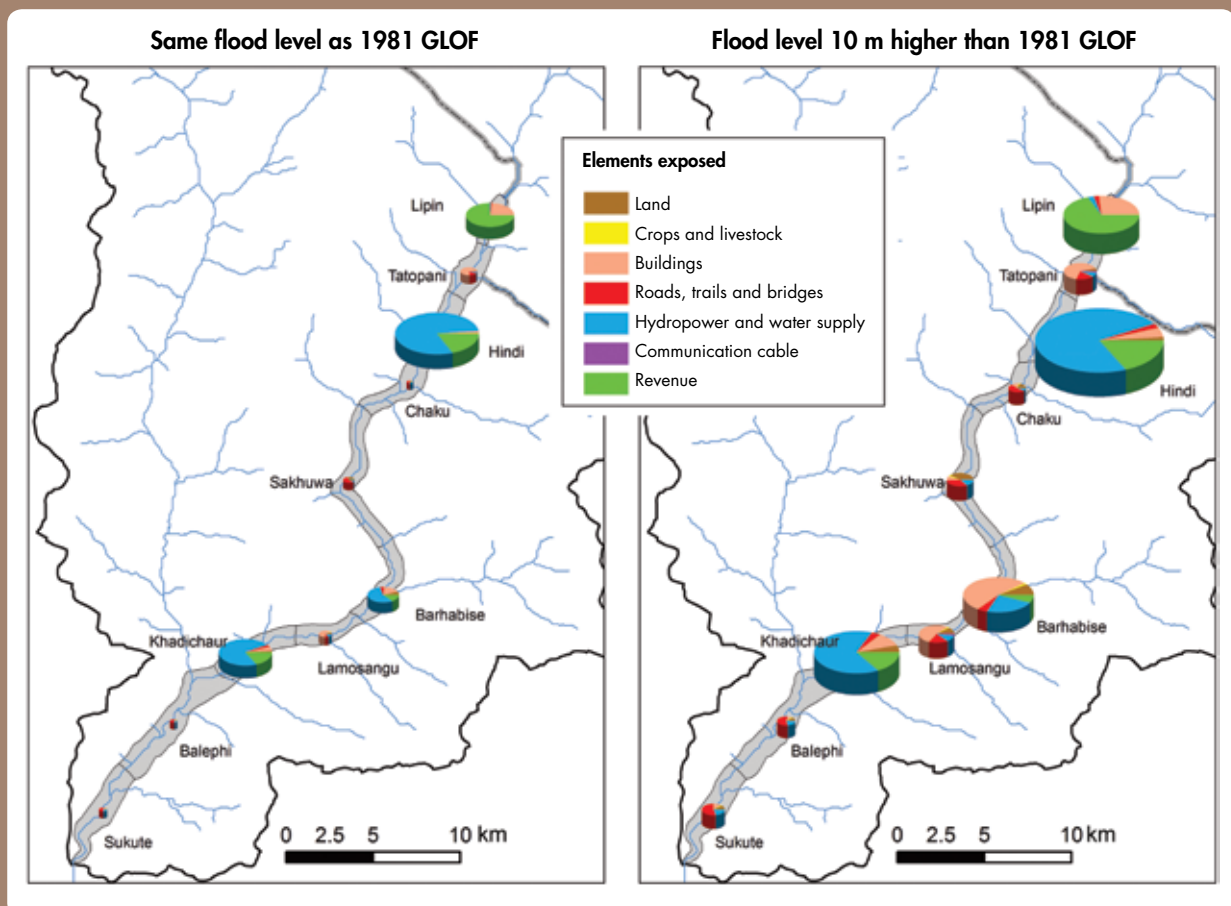 Same flood level as 1981 GLOF
Lipin
Tatopani
Hindi
Chaku
Sakhuwa
Barhabise
Khadichaur
Lamosangu
Balephi
Sukute
0 2.5 5 10 km
Flood level 10 m higher than 1981 GLOF
Elements exposed
Land
Crops and livestock
Buildings
Roads, trails and bridges
Hydropower and water supply
Communication cable
Revenue
Lipin
Tatopani
Hindi
Chaku
Sakhuwa
Barhabise
Khadichaur
Lamosangu
Balephi
Sukute
0 2.5 5 10 km